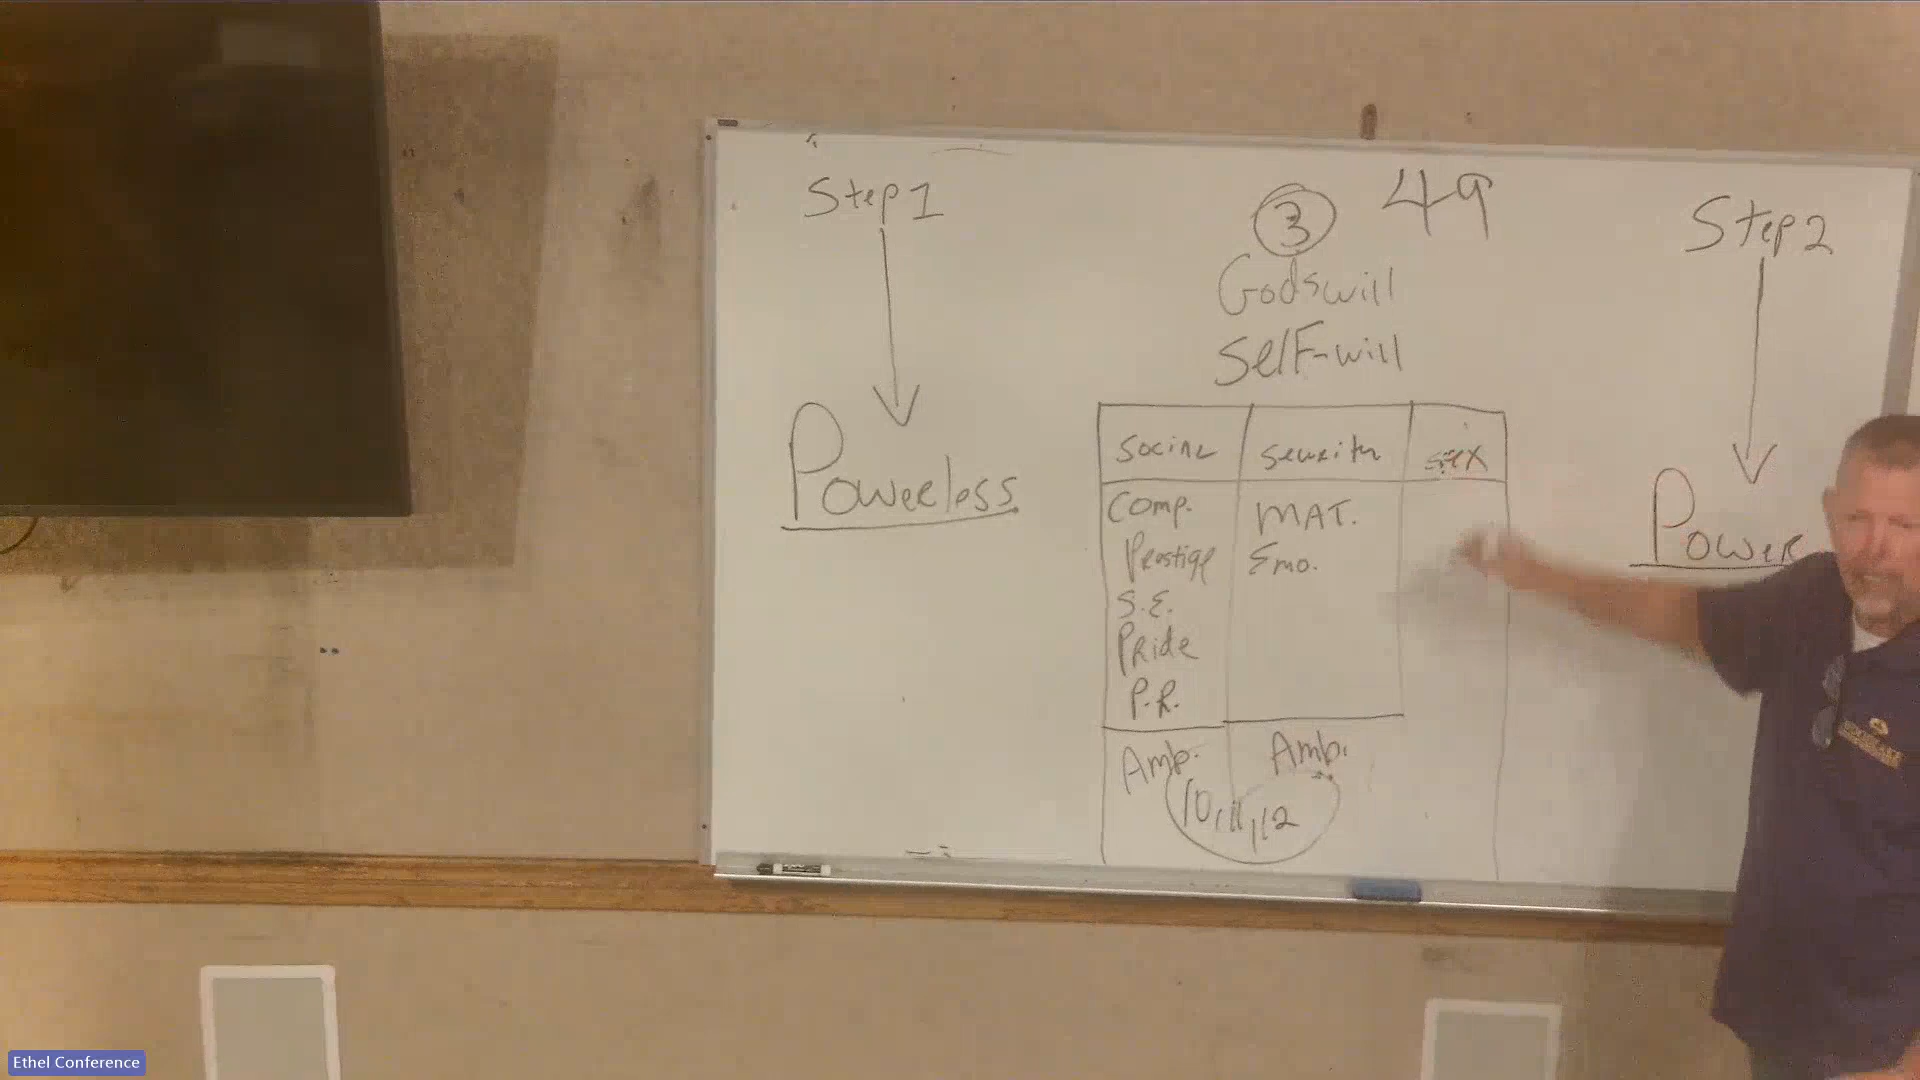 Step 1
③ 49
Step 2
Godswill
Self-will
Powerless
Power
Social Security Sex
Comp. MAT.
Prestige Emo.
S.E.
Pride
P.R.
Amb. Amb.
10,11,12
Ethel Conference